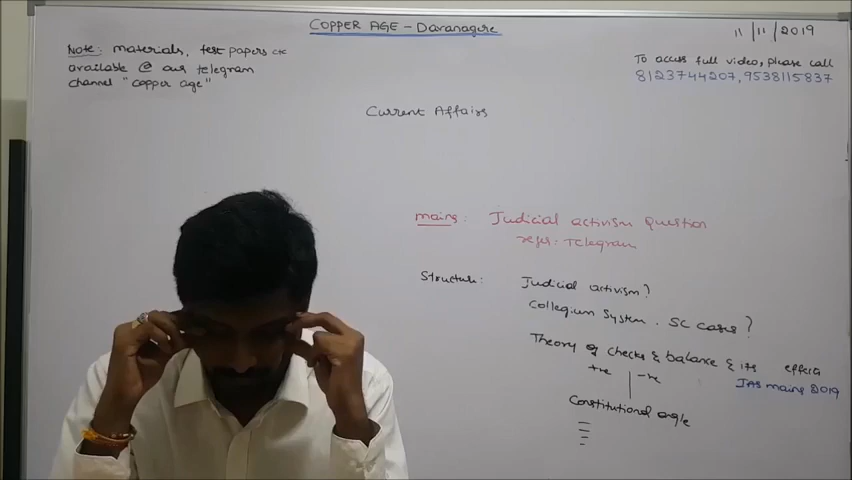 COPPER AGE - Davanagere
11/11/2019
Note: materials, test papers etc
available @ our telegram
channel "copper age"
To access full video, please call
8123744207, 9538115837
Current Affairs
mains: Judicial activism Question
refer: Telegram
Structure: Judicial activism?
Collegium System. SC cases?
Theory of checks & balance & its effects
+ve -ve
IAS mains 2019
Constitutional angle